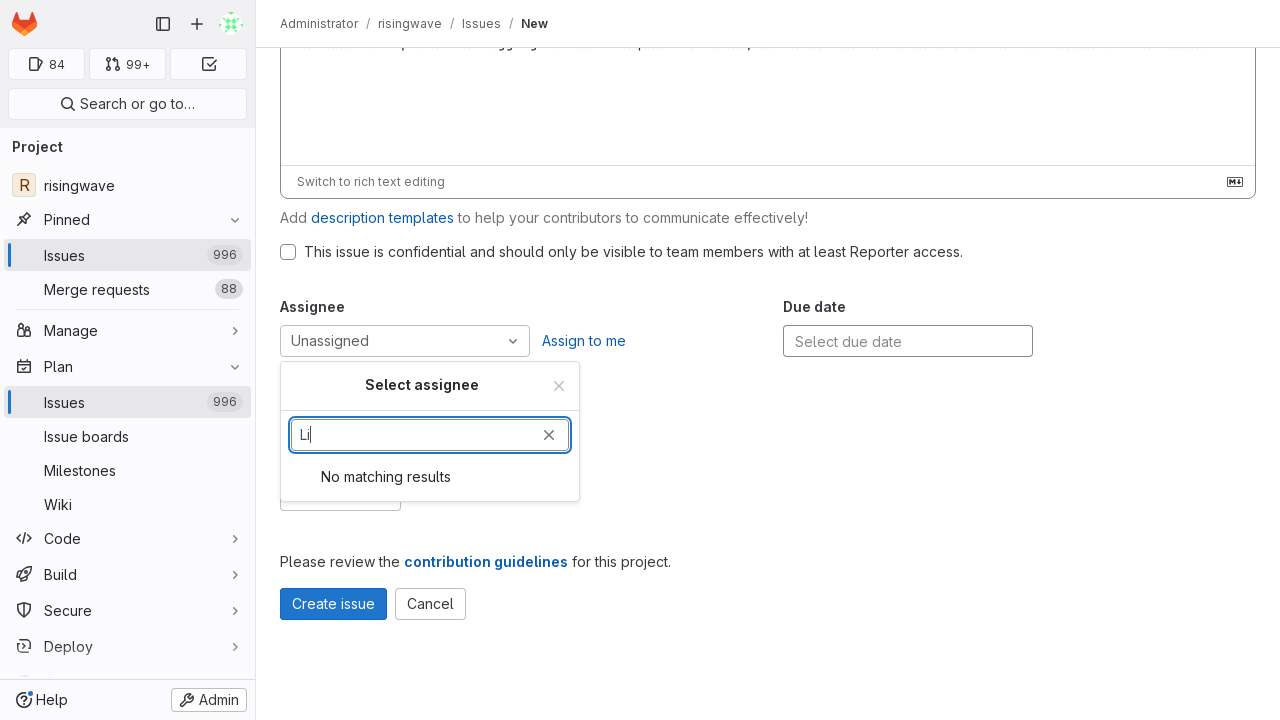 84
99+
Search or go to…
Project
R
risingwave
Pinned
Issues
996
Merge requests
88
Manage
Plan
Issues
996
Issue boards
Milestones
Wiki
Code
Build
Secure
Deploy
Help
Admin
Administrator / risingwave / Issues / New
Switch to rich text editing
Add description templates to help your contributors to communicate effectively!
This issue is confidential and should only be visible to team members with at least Reporter access.
Assignee
Unassigned
Assign to me
Select assignee
Li
No matching results
Due date
Select due date
Please review the contribution guidelines for this project.
Create issue
Cancel